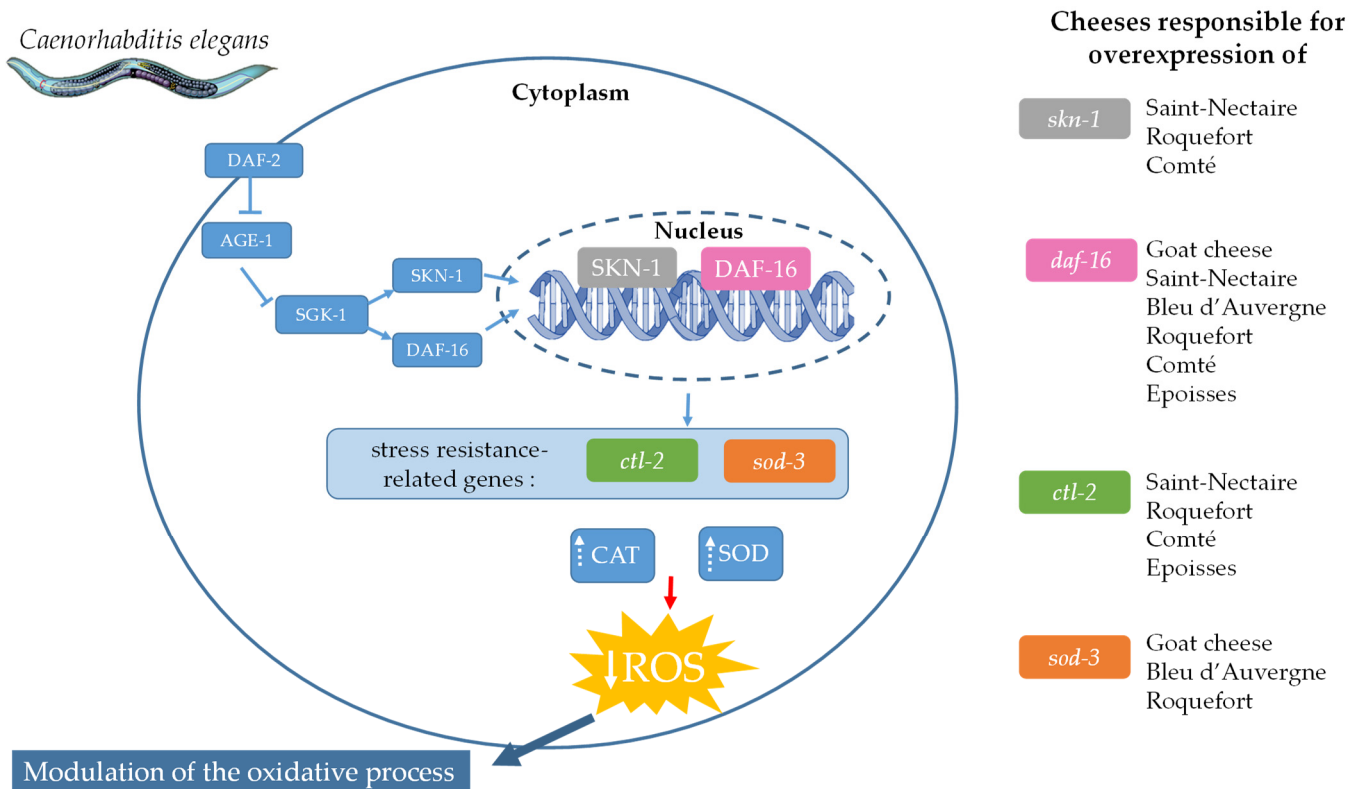 Caenorhabditis elegans
Cytoplasm
DAF-2
AGE-1
SGK-1
SKN-1
DAF-16
Nucleus
SKN-1
DAF-16
stress resistance-
related genes :
ctl-2
sod-3
CAT
SOD
ROS
Modulation of the oxidative process
Cheeses responsible for
overexpression of
skn-1
Saint-Nectaire
Roquefort
Comté
daf-16
Goat cheese
Saint-Nectaire
Bleu d’Auvergne
Roquefort
Comté
Epoisses
ctl-2
Saint-Nectaire
Roquefort
Comté
Epoisses
sod-3
Goat cheese
Bleu d’Auvergne
Roquefort